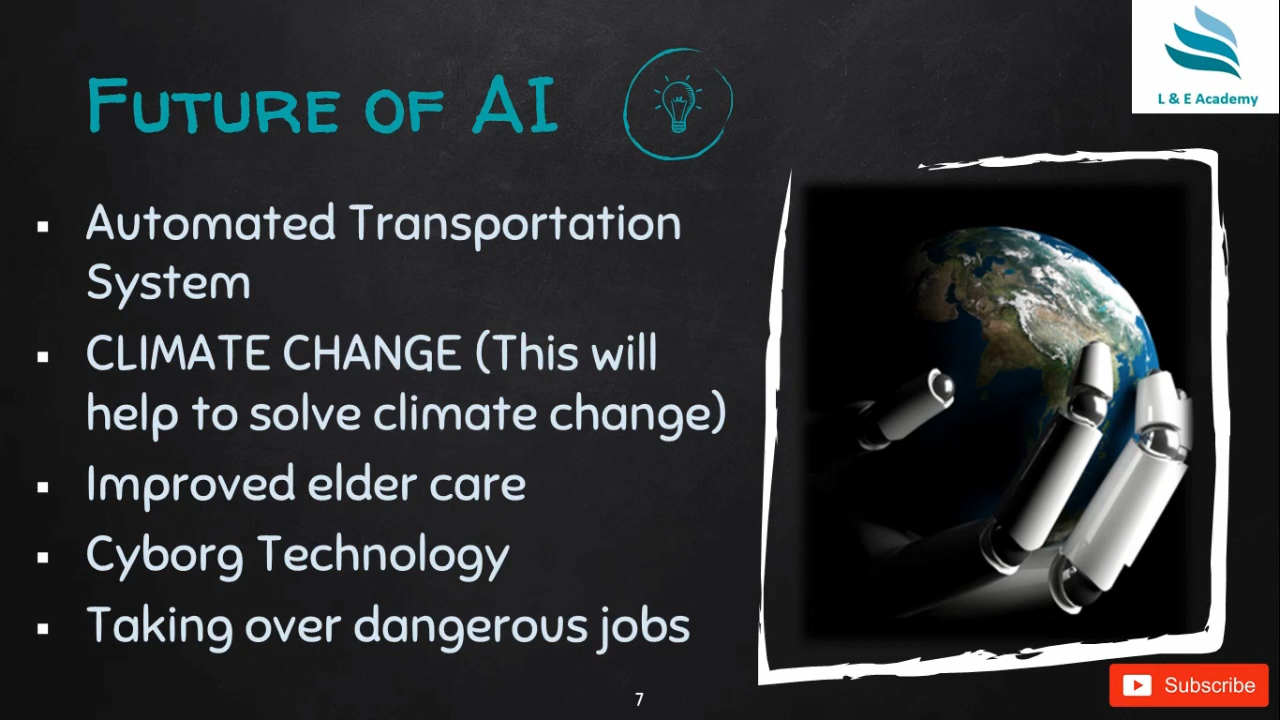 Future of AI
L & E Academy
▪ Automated Transportation
System
▪ CLIMATE CHANGE (This will
help to solve climate change)
▪ Improved elder care
▪ Cyborg Technology
▪ Taking over dangerous jobs
7
Subscribe